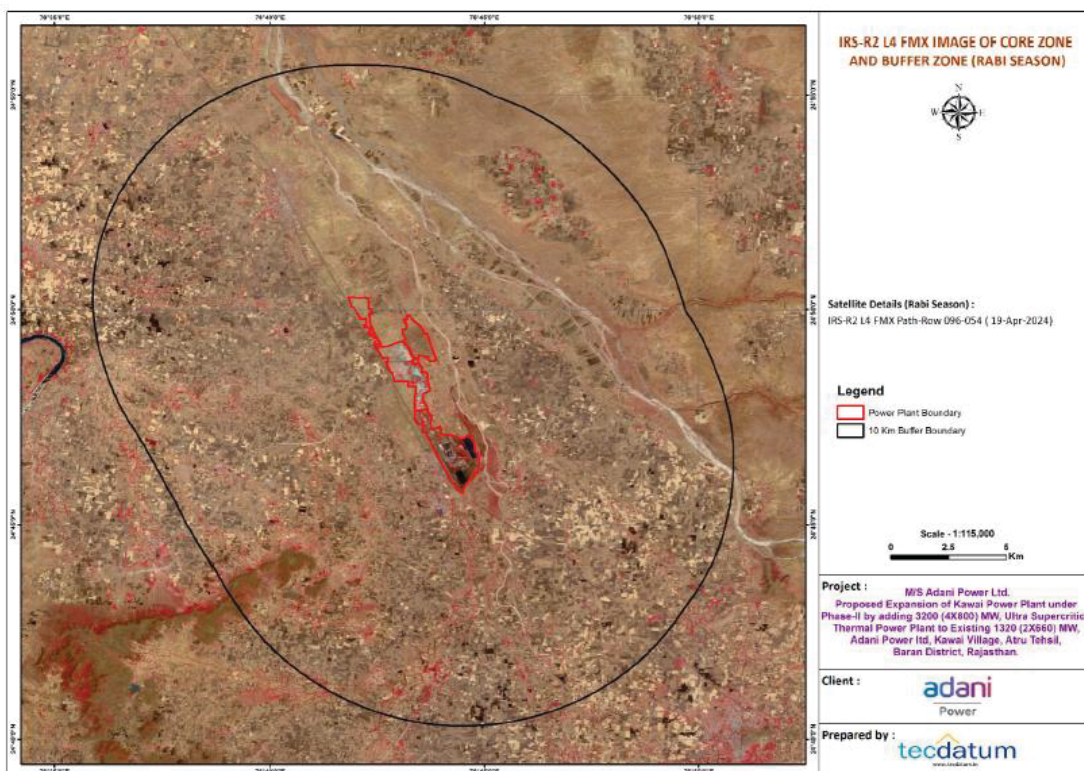 IRS-R2 L4 FMX IMAGE OF CORE ZONE
AND BUFFER ZONE (RABI SEASON)
N
W E
S
Satellite Details (Rabi Season) :
IRS-R2 L4 FMX Path-Row 096-054 ( 19-Apr-2024)
Legend
Power Plant Boundary
10 Km Buffer Boundary
Scale - 1:115,000
0 2.5 5
Km
Project :
M/S Adani Power Ltd.
Proposed Expansion of Kawai Power Plant under
Phase-II by adding 3200 (4X800) MW, Ultra Supercritic
Thermal Power Plant to Existing 1320 (2X660) MW,
Adani Power ltd, Kawai Village, Atru Tehsil,
Baran District, Rajasthan.
Client :
adani
Power
Prepared by :
tecdatum
www.tecdatum.in